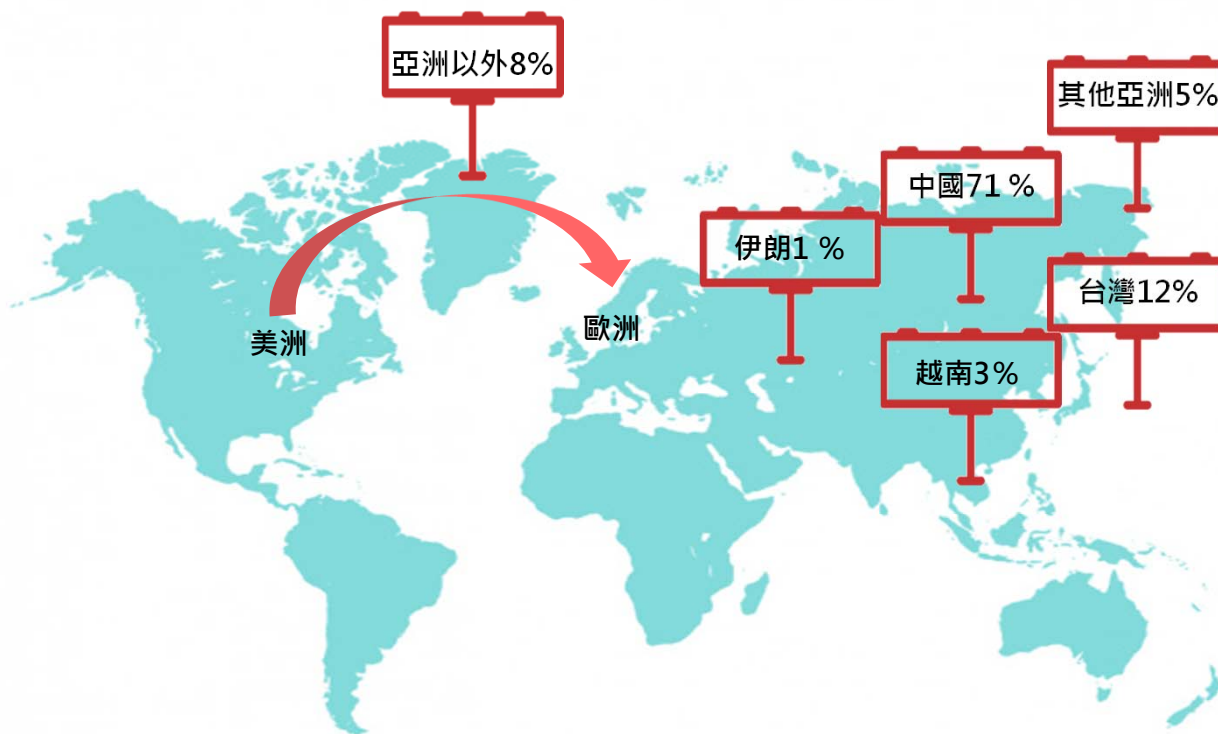 亞洲以外8%
其他亞洲5%
中國71 %
伊朗1 %
台灣12%
美洲
歐洲
越南3%